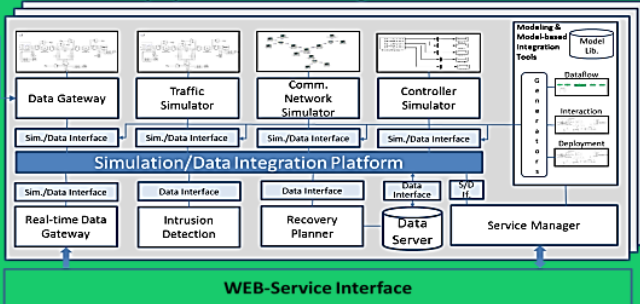 Modeling &
Model-based
Integration
Tools
Model
Lib.
Data Gateway
Traffic
Simulator
Comm.
Network
Simulator
Controller
Simulator
Generators
Dataflow
Interaction
Deployment
Sim./Data Interface
Sim./Data Interface
Sim./Data Interface
Sim./Data Interface
Simulation/Data Integration Platform
Sim./Data Interface
Data Interface
Data Interface
Data
Interface
S/D
If.
Real-time Data
Gateway
Intrusion
Detection
Recovery
Planner
Data
Server
Service Manager
WEB-Service Interface